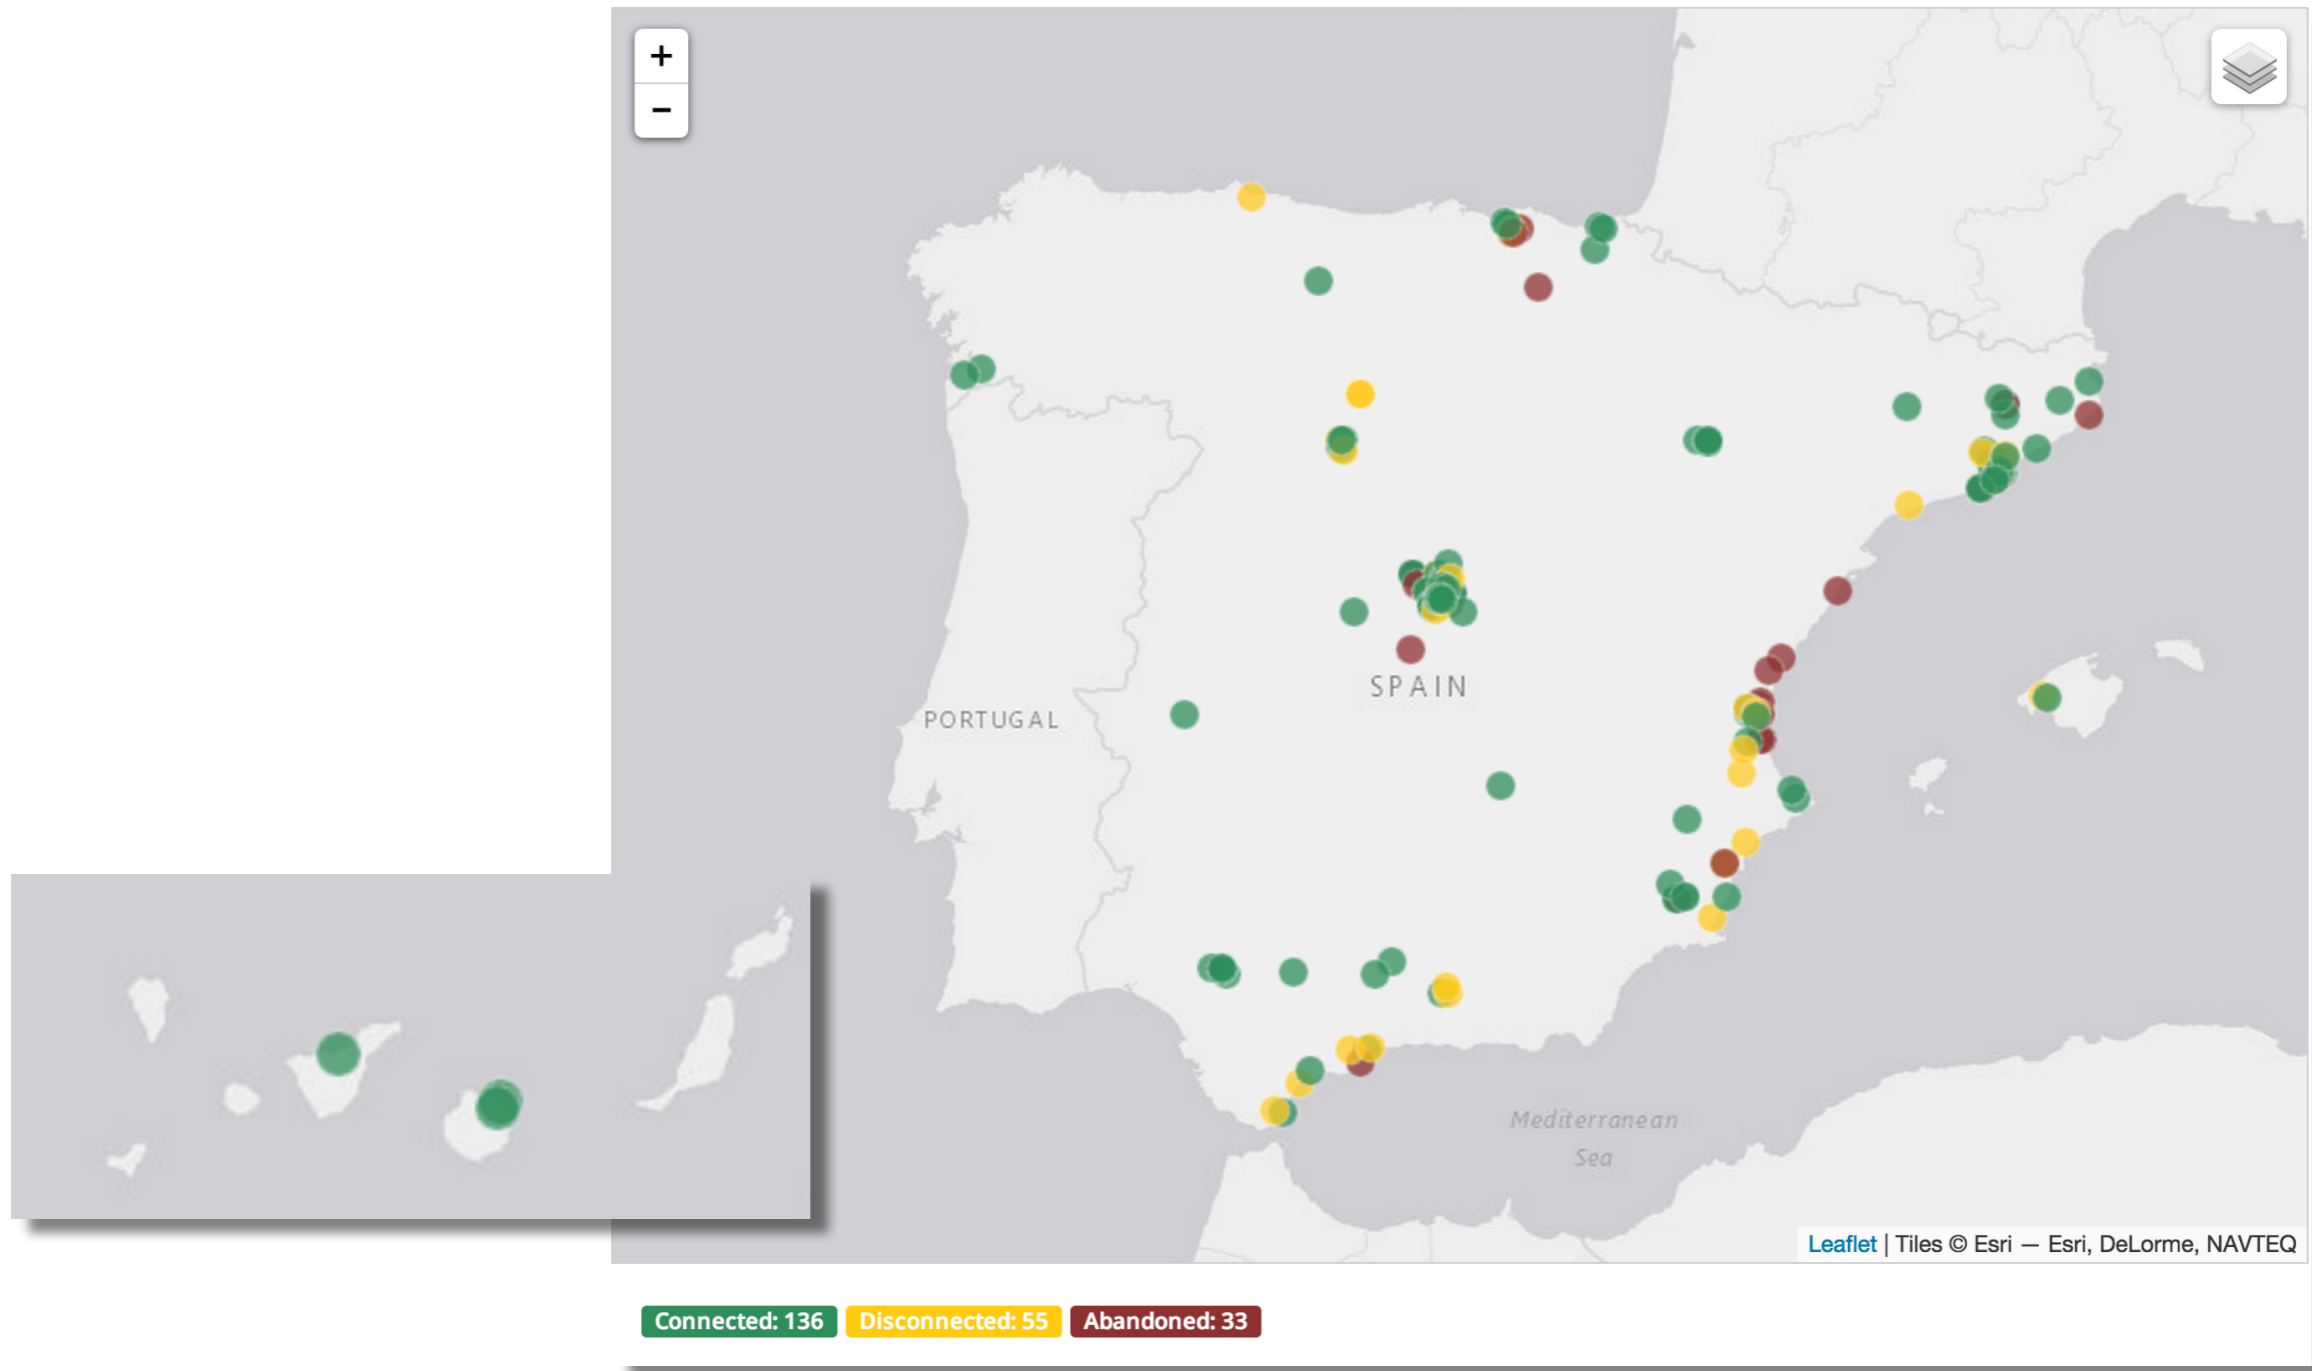 +
−
SPAIN
PORTUGAL
Mediterranean
Sea
Leaflet | Tiles © Esri — Esri, DeLorme, NAVTEQ
Connected: 136 Disconnected: 55 Abandoned: 33